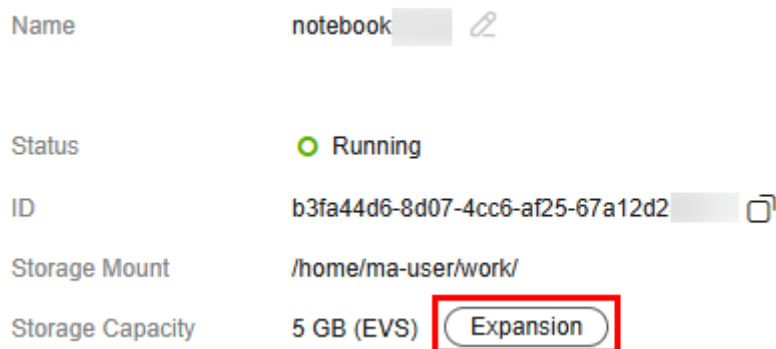 Name notebook
Status Running
ID b3fa44d6-8d07-4cc6-af25-67a12d2
Storage Mount /home/ma-user/work/
Storage Capacity 5 GB (EVS) Expansion